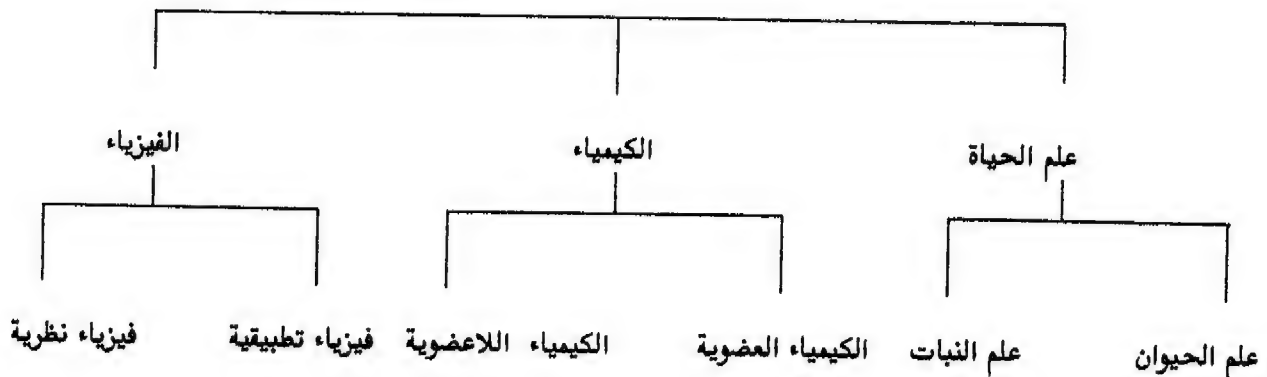 علم الحياة الكيمياء الفيزياء
علم الحيوان علم النبات الكيمياء العضوية الكيمياء اللاعضوية فيزياء تطبيقية فيزياء نظرية